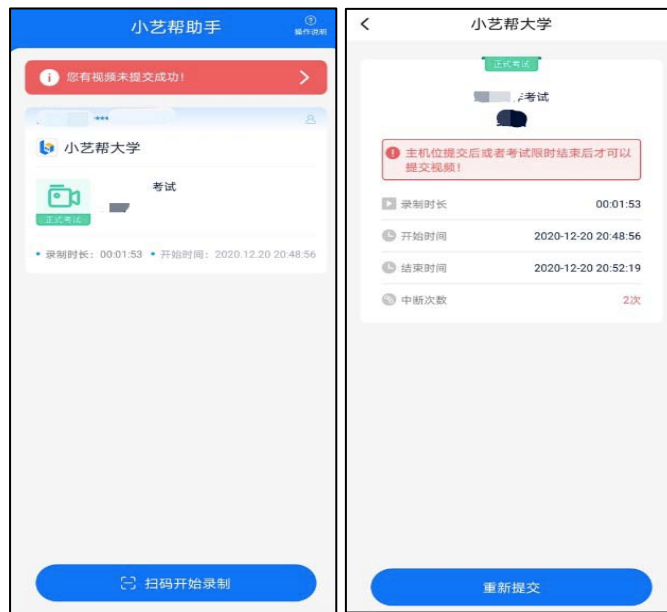 小艺帮助手
操作说明
您有视频未提交成功！
***
小艺帮大学
考试
正式考试
• 录制时长：00:01:53 • 开始时间：2020.12.20 20:48:56
扫码开始录制
小艺帮大学
正式考试
考试
主机位提交后或者考试限时结束后才可以
提交视频！
录制时长 00:01:53
开始时间 2020-12-20 20:48:56
结束时间 2020-12-20 20:52:19
中断次数 2次
重新提交